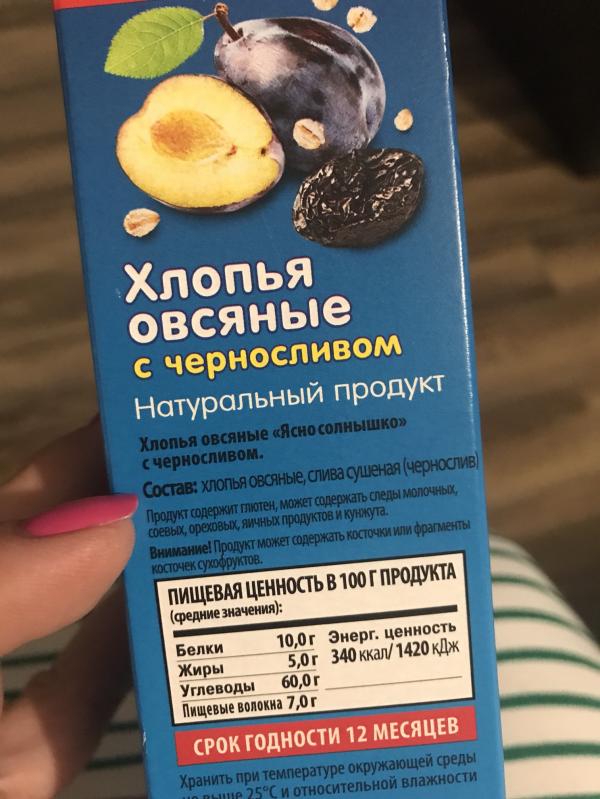 Хлопья
овсяные
с черносливом
Натуральный продукт
Хлопья овсяные «Ясно солнышко»
с черносливом.
Состав: хлопья овсяные, слива сушеная (чернослив)
Продукт содержит глютен, может содержать следы молочных,
соевых, ореховых, яичных продуктов и кунжута.
Внимание! Продукт может содержать косточки или фрагменты
косточек сухофруктов.
ПИЩЕВАЯ ЦЕННОСТЬ В 100 Г ПРОДУКТА
(средние значения):
Белки 10,0 г
Жиры 5,0 г
Углеводы 60,0 г
Пищевые волокна 7,0 г
Энерг. ценность
340 ккал/ 1420 кДж
СРОК ГОДНОСТИ 12 МЕСЯЦЕВ
Хранить при температуре окружающей среды
не выше 25°С и относительной влажности